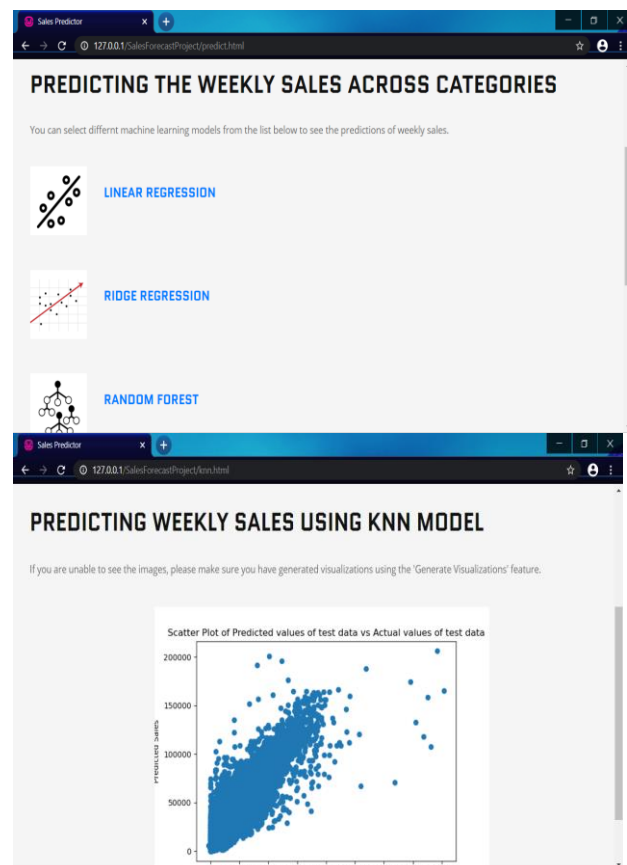 Sales Predictor
127.0.0.1/SalesForecastProject/predict.html
PREDICTING THE WEEKLY SALES ACROSS CATEGORIES
You can select differnt machine learning models from the list below to see the predictions of weekly sales.
LINEAR REGRESSION
RIDGE REGRESSION
RANDOM FOREST
Sales Predictor
127.0.0.1/SalesForecastProject/knn.html
PREDICTING WEEKLY SALES USING KNN MODEL
If you are unable to see the images, please make sure you have generated visualizations using the 'Generate Visualizations' feature.
Scatter Plot of Predicted values of test data vs Actual values of test data
200000
150000
100000
50000
0
Predicted Sales